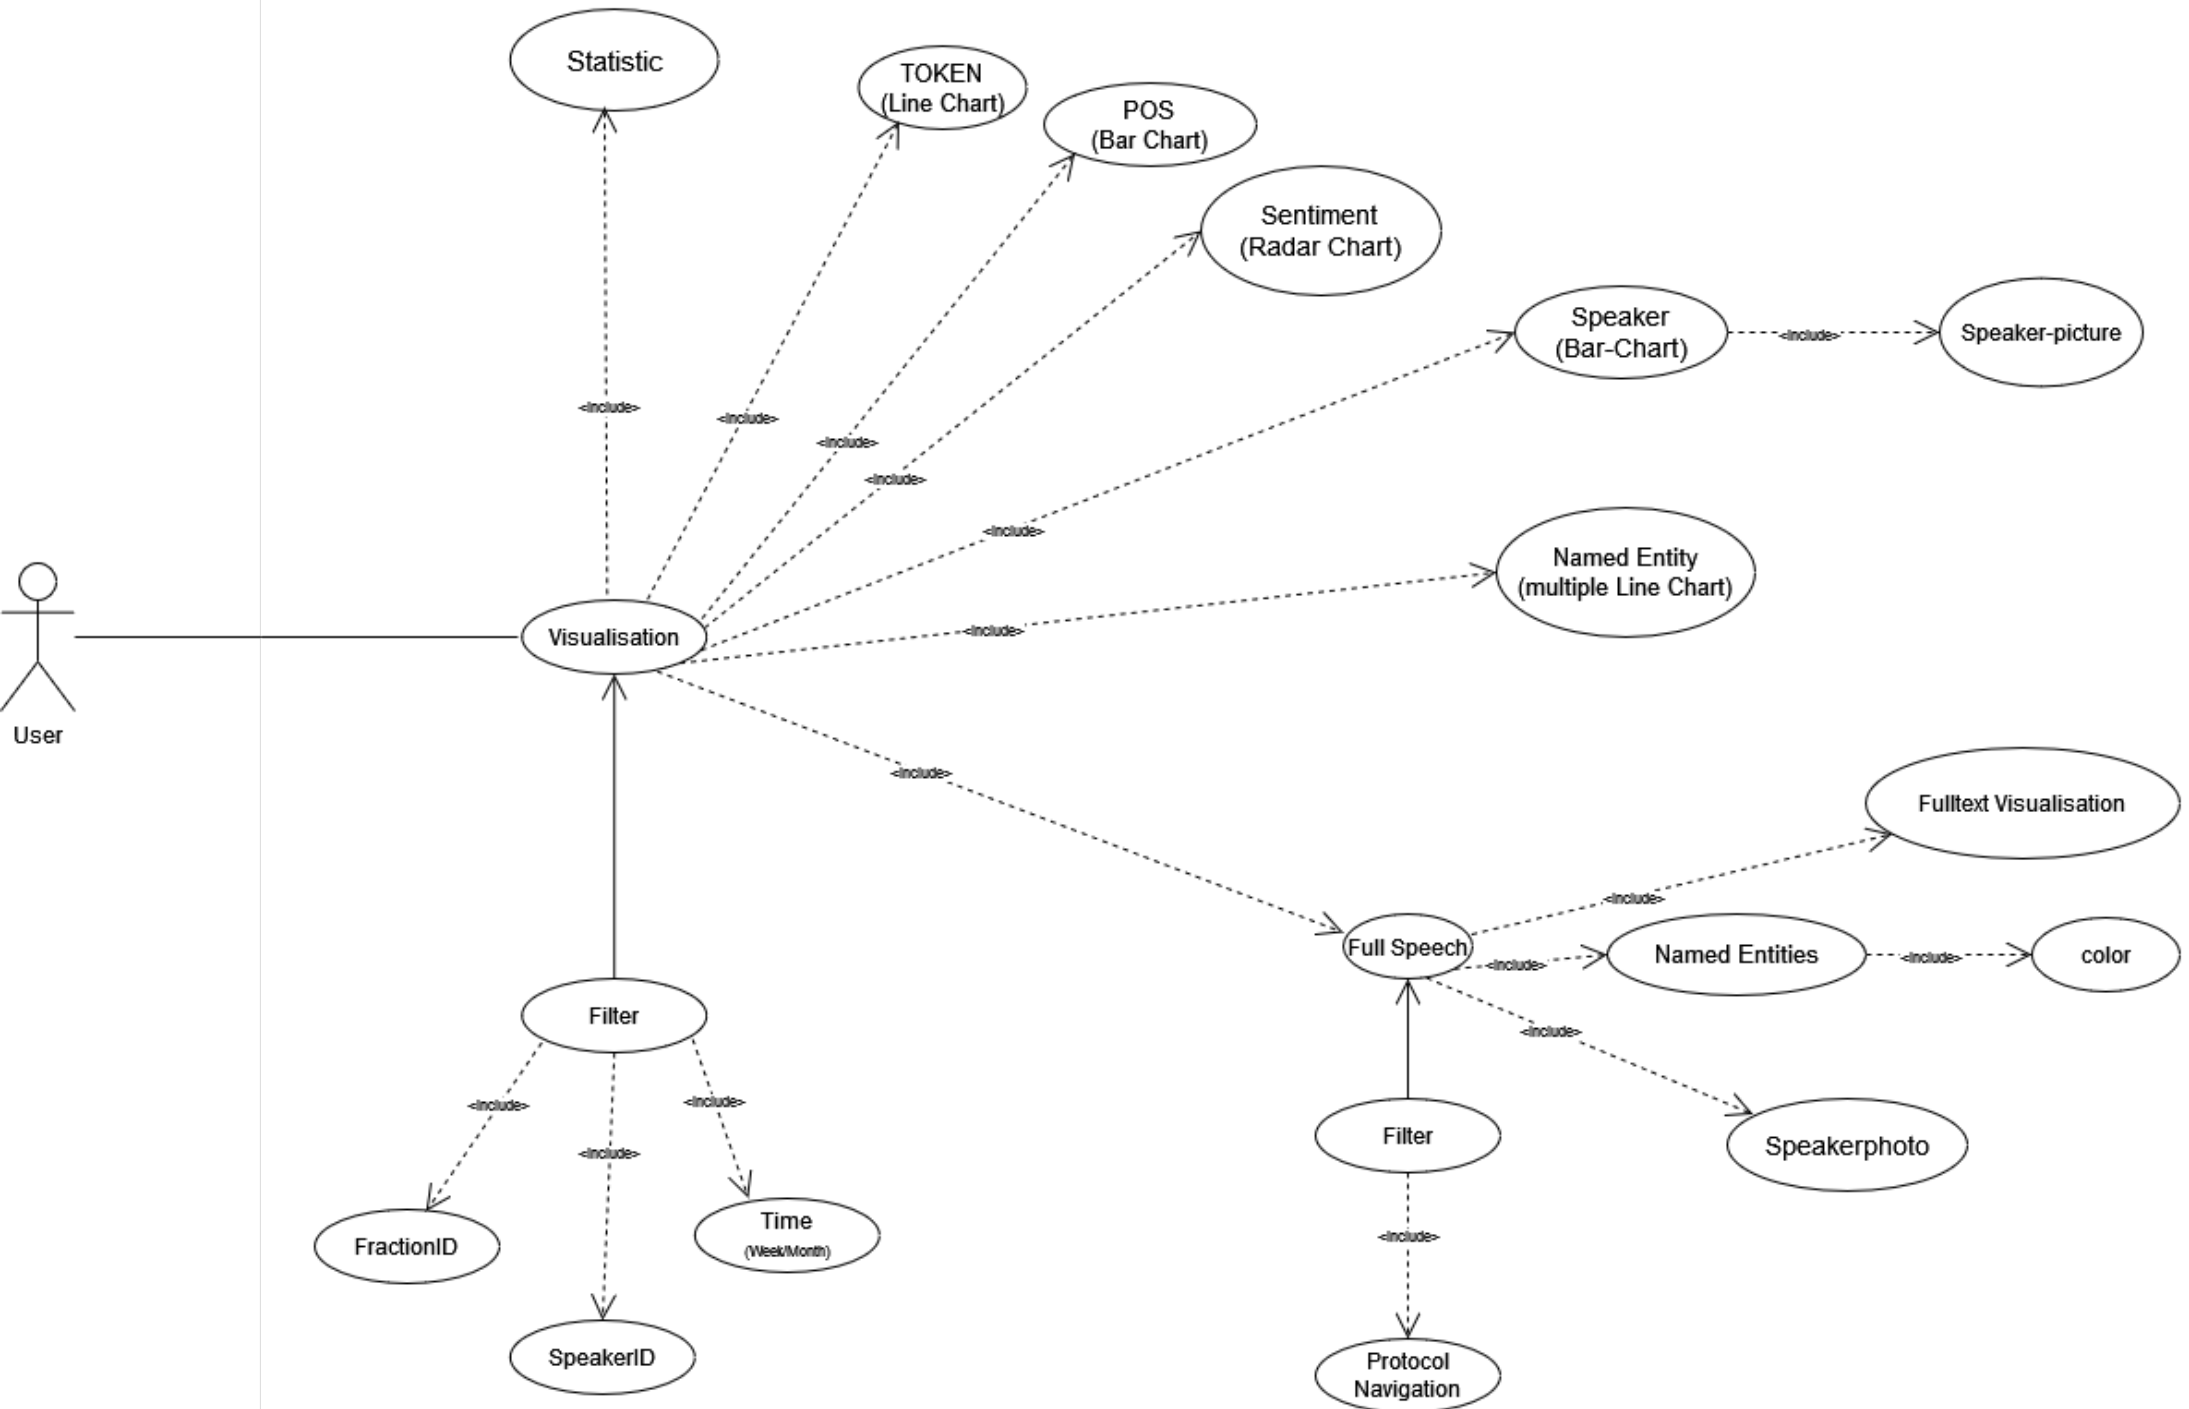 Statistic
TOKEN
(Line Chart)
POS
(Bar Chart)
Sentiment
(Radar Chart)
Speaker
(Bar-Chart)
<include>
Speaker-picture
<include>
<include>
<include>
<include>
<include>
Named Entity
(multiple Line Chart)
<include>
Visualisation
User
<include>
Fulltext Visualisation
<include>
Full Speech
<include>
Named Entities
<include>
color
Filter
<include>
<include>
<include>
<include>
Filter
Speakerphoto
FractionID
Time
(Week/Month)
<include>
SpeakerID
Protocol
Navigation